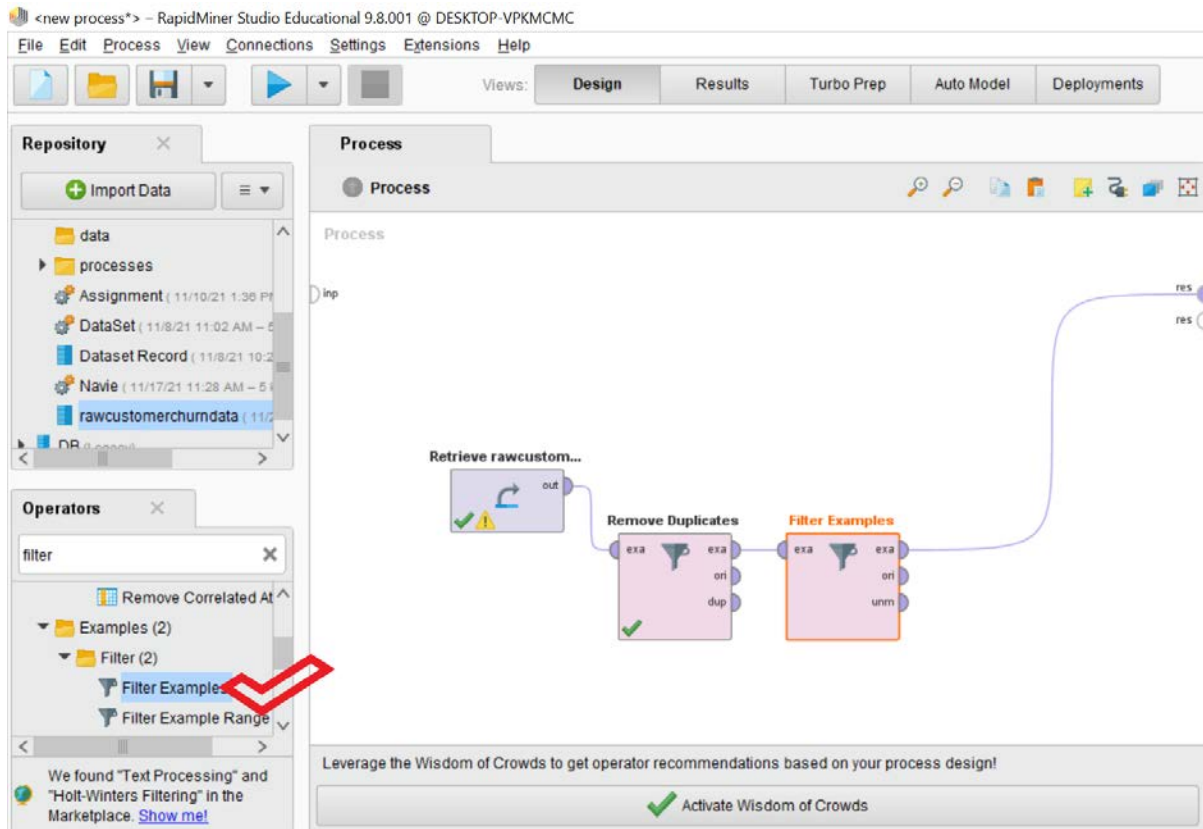 <new process*> – RapidMiner Studio Educational 9.8.001 @ DESKTOP-VPKMCMC
File Edit Process View Connections Settings Extensions Help
Views: Design Results Turbo Prep Auto Model Deployments
Repository
Import Data
data
processes
Assignment ( 11/10/21 1:36 PM
DataSet ( 11/8/21 11:02 AM –
Dataset Record ( 11/8/21 10:2
Navie ( 11/17/21 11:28 AM – 5
rawcustomerchurndata ( 11/2
DB
Operators
filter
Remove Correlated At
Examples (2)
Filter (2)
Filter Examples
Filter Example Range
We found "Text Processing" and
"Holt-Winters Filtering" in the
Marketplace. Show me!
Process
Process
Process
inp
res
res
Retrieve rawcustom...
out
Remove Duplicates
exa exa
ori
dup
Filter Examples
exa exa
ori
unm
Leverage the Wisdom of Crowds to get operator recommendations based on your process design!
Activate Wisdom of Crowds